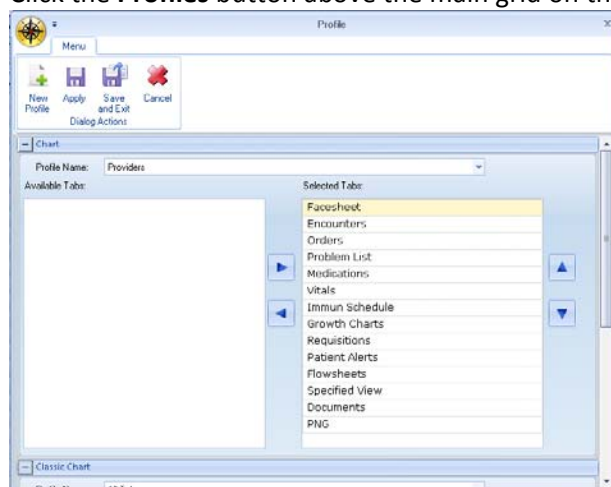 Click the Profiles button above the main grid on th
Profile
Menu
New Profile
Apply
Save and Exit
Cancel
Dialog Actions
Chart
Profile Name: Providers
Available Tabs:
Selected Tabs:
Facesheet
Encounters
Orders
Problem List
Medications
Vitals
Immun Schedule
Growth Charts
Requisitions
Patient Alerts
Flowsheets
Specified View
Documents
PNG
Classic Chart